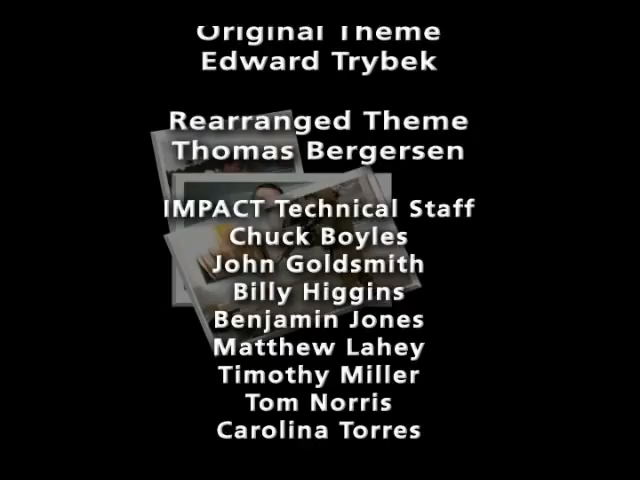 Original Theme
Edward Trybek
Rearranged Theme
Thomas Bergersen
IMPACT Technical Staff
Chuck Boyles
John Goldsmith
Billy Higgins
Benjamin Jones
Matthew Lahey
Timothy Miller
Tom Norris
Carolina Torres